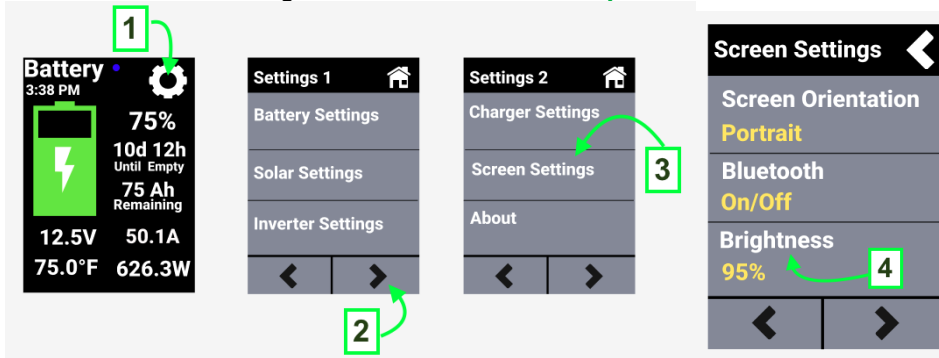 1
Battery
3:38 PM
75%
10d 12h
Until Empty
75 Ah
Remaining
12.5V 50.1A
75.0°F 626.3W
Settings 1
Battery Settings
Solar Settings
Inverter Settings
2
Settings 2
Charger Settings
Screen Settings
About
3
Screen Settings
Screen Orientation
Portrait
Bluetooth
On/Off
Brightness
95%
4